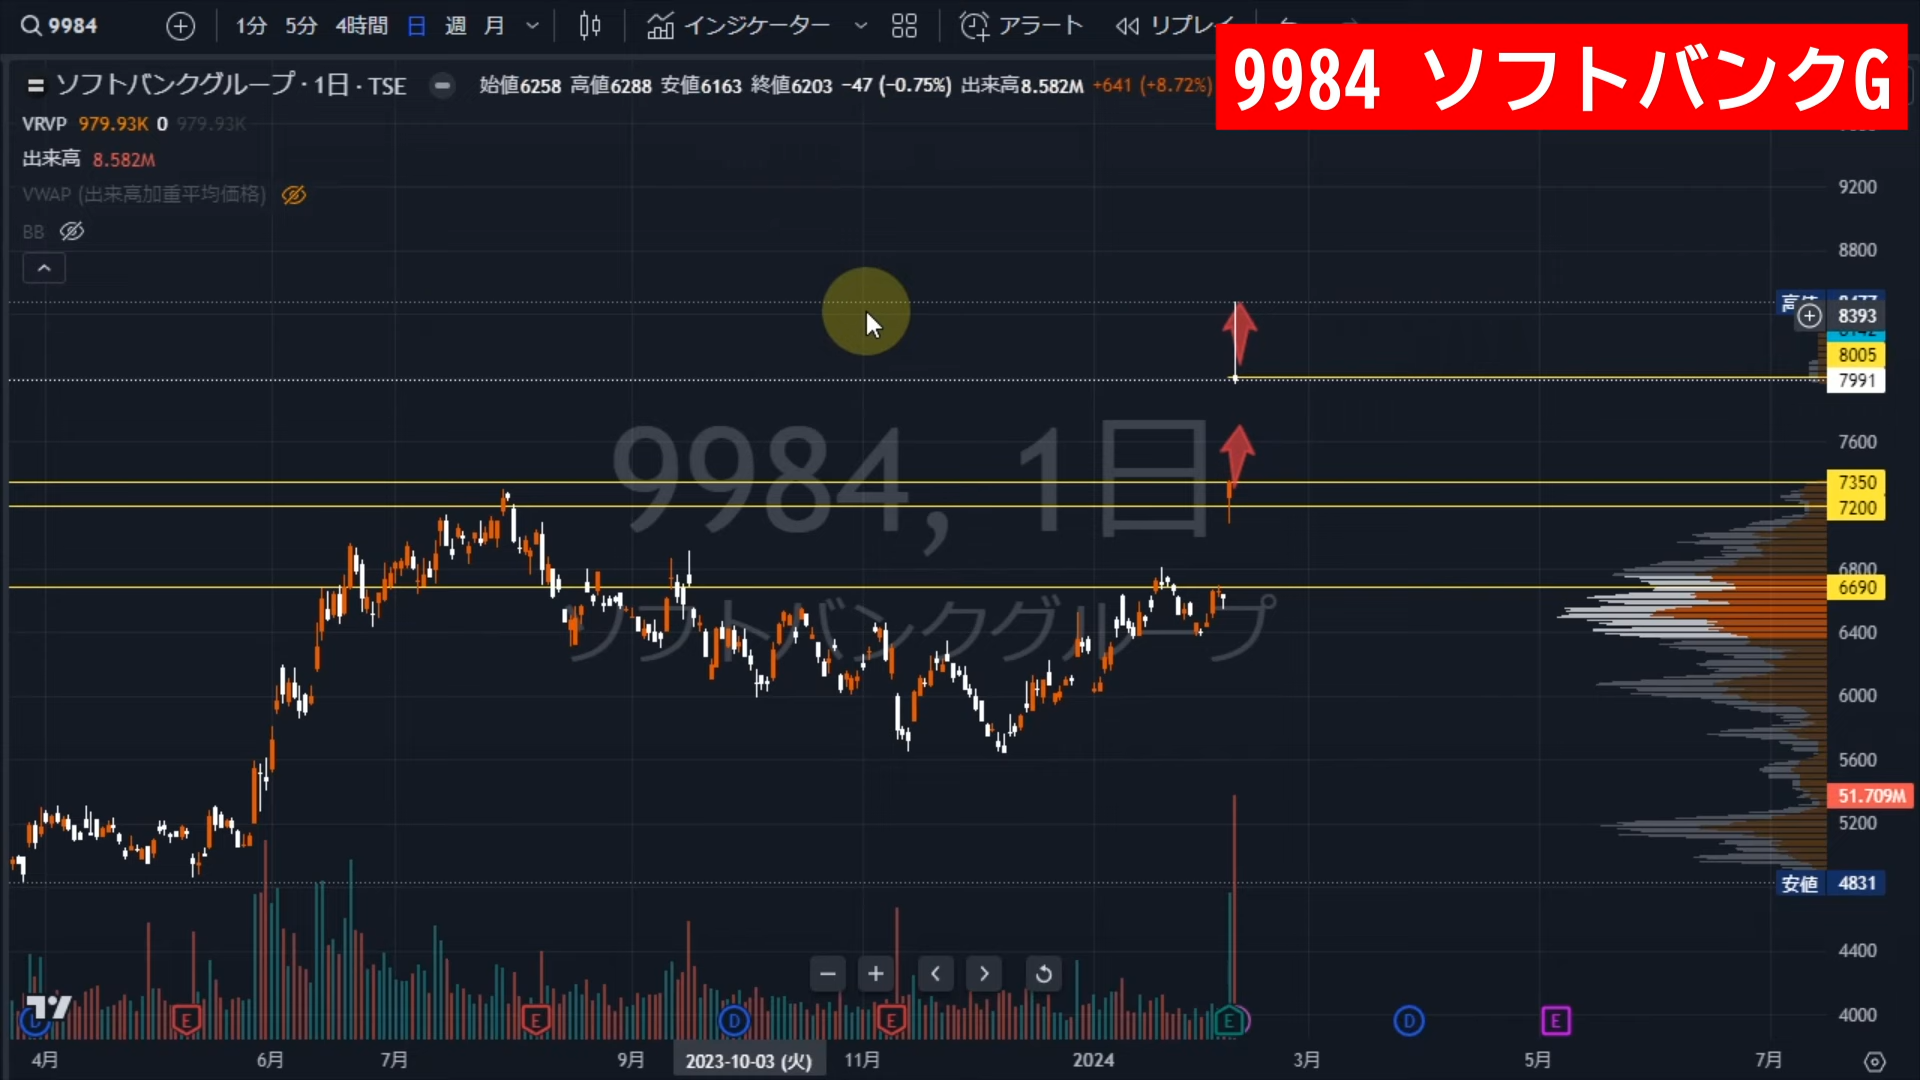 9984 1分 5分 4時間 日 週 月 インジケーター アラート リプレイ
9984 ソフトバンクG
ソフトバンクグループ · 1日 · TSE 始値6258 高値6288 安値6163 終値6203 −47 (−0.75%) 出来高8.582M +641 (+8.72%)
VRVP 979.93K 0 979.93K
出来高 8.582M
VWAP (出来高加重平均価格)
BB
9200
8800
高値 8477
8393
8142
8005
7991
7600
9984, 1日
7350
7200
6800
6690
ソフトバンクグループ
6400
6000
5600
51.709M
5200
安値 4831
4400
4000
D E E D E E D E
4月 6月 7月 9月 2023-10-03 (火) 11月 2024 3月 5月 7月